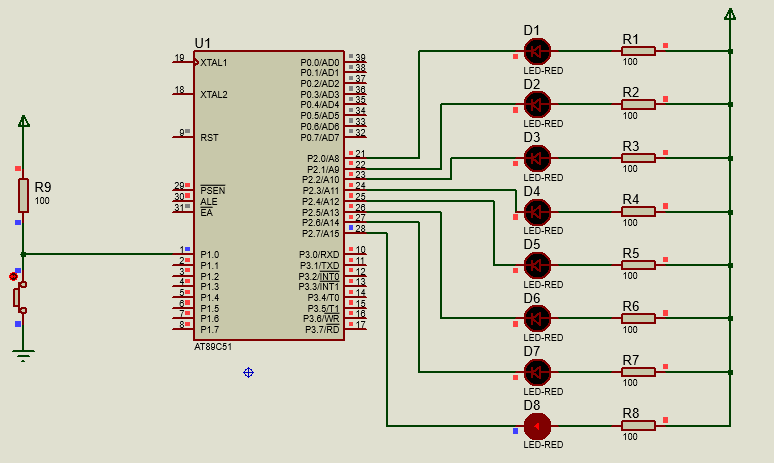 U1
19 XTAL1
18 XTAL2
9 RST
29 PSEN
30 ALE
31 EA
1 P1.0
2 P1.1
3 P1.2
4 P1.3
5 P1.4
6 P1.5
7 P1.6
8 P1.7
P0.0/AD0 39
P0.1/AD1 38
P0.2/AD2 37
P0.3/AD3 36
P0.4/AD4 35
P0.5/AD5 34
P0.6/AD6 33
P0.7/AD7 32
P2.0/A8 21
P2.1/A9 22
P2.2/A10 23
P2.3/A11 24
P2.4/A12 25
P2.5/A13 26
P2.6/A14 27
P2.7/A15 28
P3.0/RXD 10
P3.1/TXD 11
P3.2/INT0 12
P3.3/INT1 13
P3.4/T0 14
P3.5/T1 15
P3.6/WR 16
P3.7/RD 17
AT89C51
R9
100
D1
LED-RED
R1
100
D2
LED-RED
R2
100
D3
LED-RED
R3
100
D4
LED-RED
R4
100
D5
LED-RED
R5
100
D6
LED-RED
R6
100
D7
LED-RED
R7
100
D8
LED-RED
R8
100